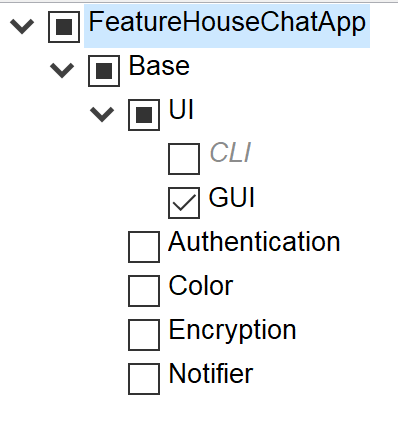 FeatureHouseChatApp
Base
UI
CLI
GUI
Authentication
Color
Encryption
Notifier